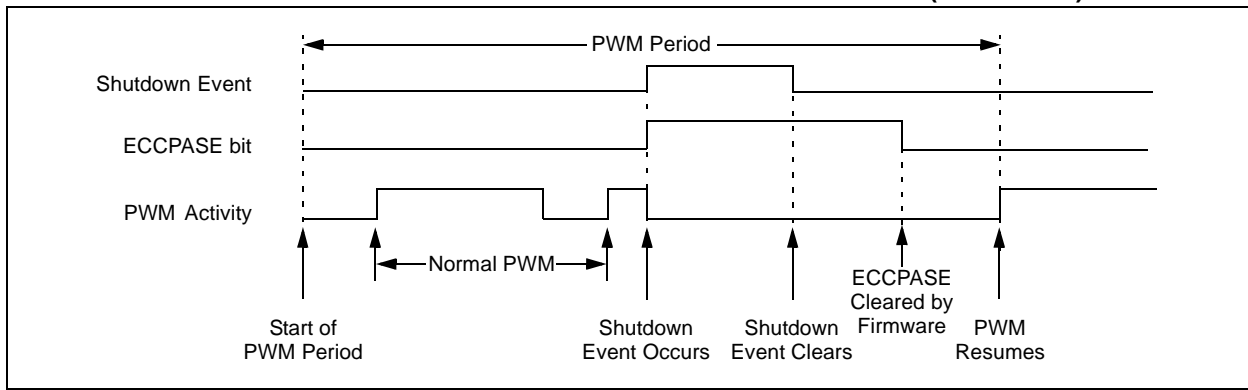 PWM Period
Shutdown Event
ECCPASE bit
PWM Activity
Normal PWM
Start of
PWM Period
Shutdown
Event Occurs
Shutdown
Event Clears
ECCPASE
Cleared by
Firmware
PWM
Resumes